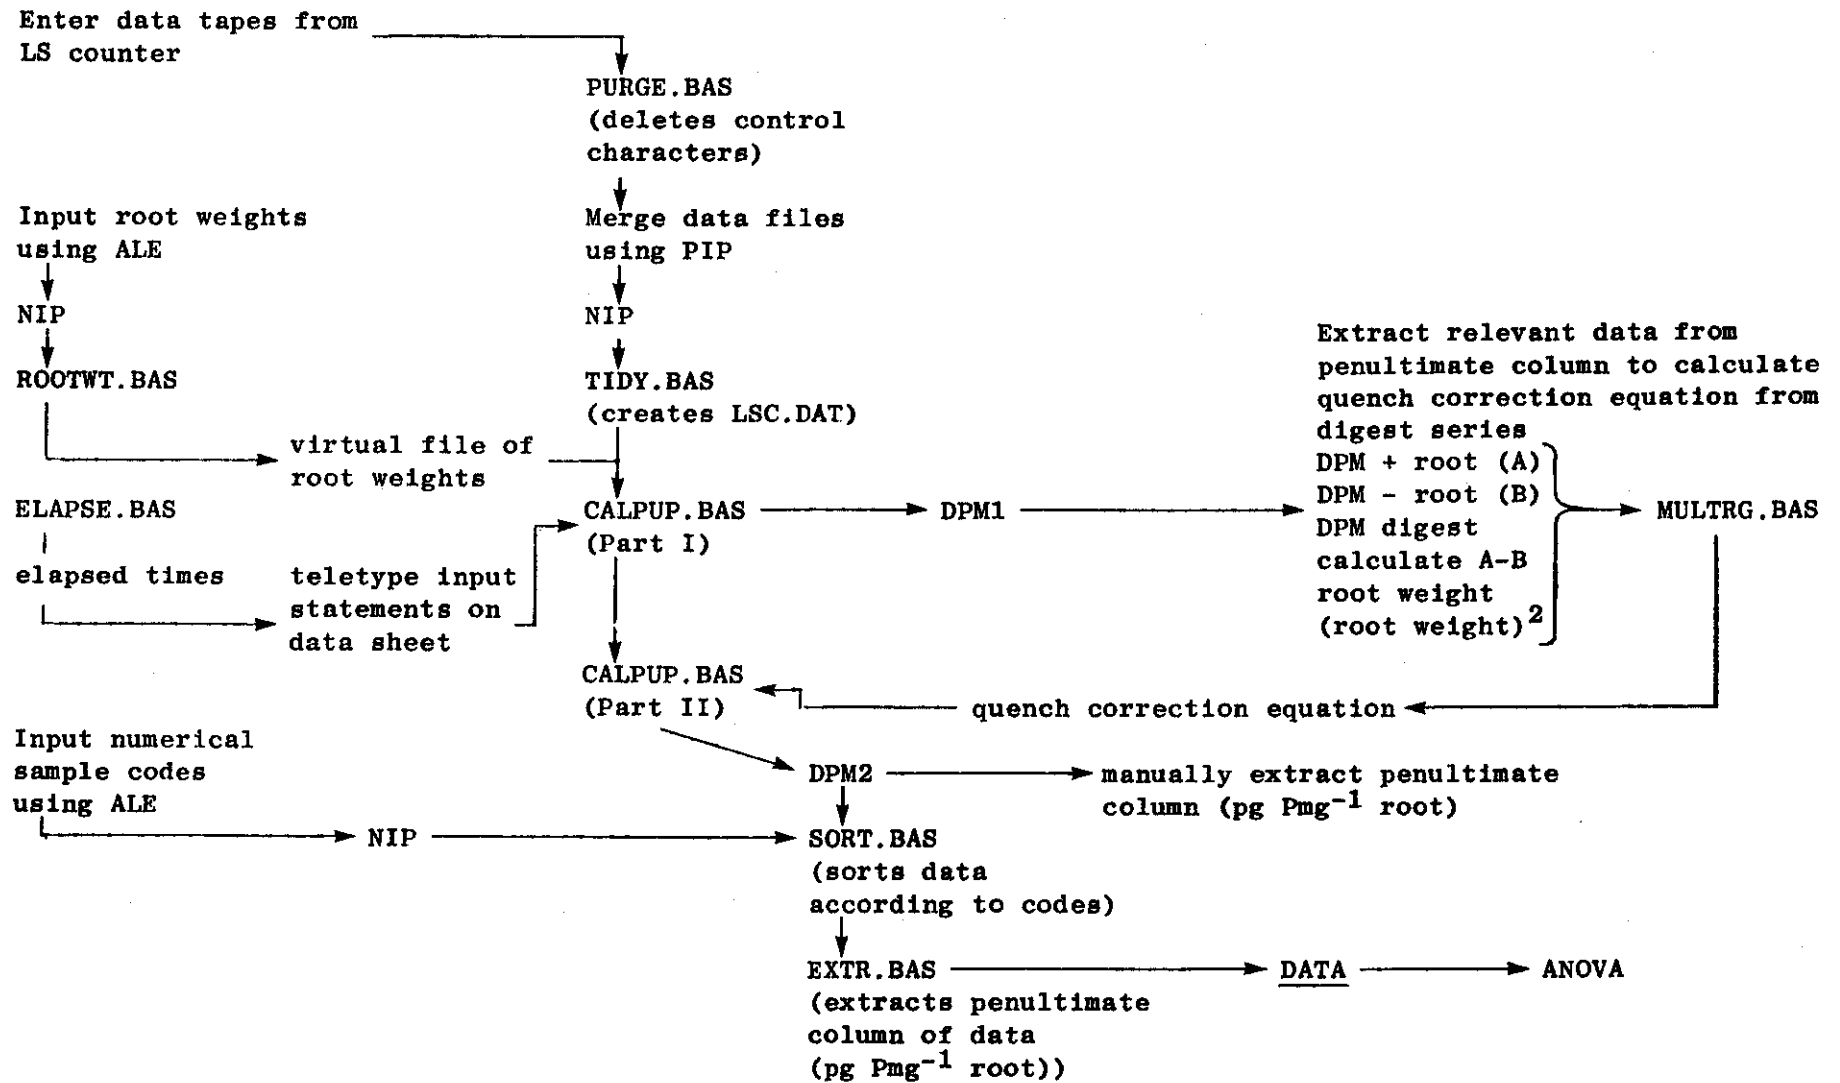 Enter data tapes from
LS counter
PURGE.BAS
(deletes control
characters)
Input root weights
using ALE
Merge data files
using PIP
NIP
NIP
ROOTWT.BAS
TIDY.BAS
(creates LSC.DAT)
Extract relevant data from
penultimate column to calculate
quench correction equation from
digest series
DPM + root (A)
DPM - root (B)
DPM digest
calculate A-B
root weight
(root weight)²
virtual file of
root weights
ELAPSE.BAS
CALPUP.BAS
(Part I)
DPM1
MULTRG.BAS
elapsed times
teletype input
statements on
data sheet
CALPUP.BAS
(Part II)
quench correction equation
Input numerical
sample codes
using ALE
DPM2
manually extract penultimate
column (pg Pmg⁻¹ root)
NIP
SORT.BAS
(sorts data
according to codes)
EXTR.BAS
(extracts penultimate
column of data
(pg Pmg⁻¹ root))
DATA
ANOVA